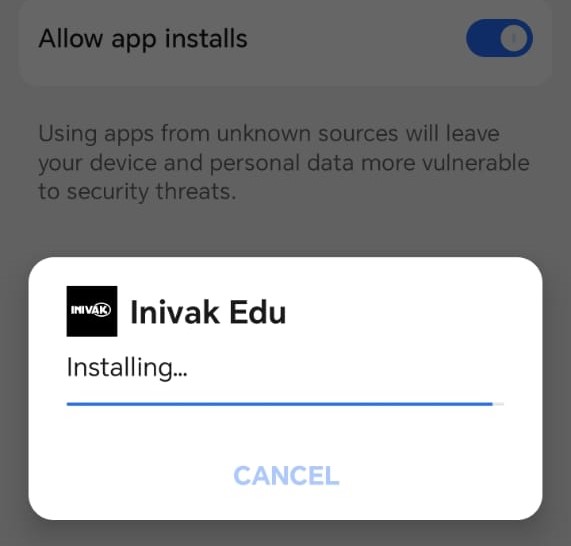 Allow app installs
Using apps from unknown sources will leave
your device and personal data more vulnerable
to security threats.
INIVAK
Inivak Edu
Installing...
CANCEL